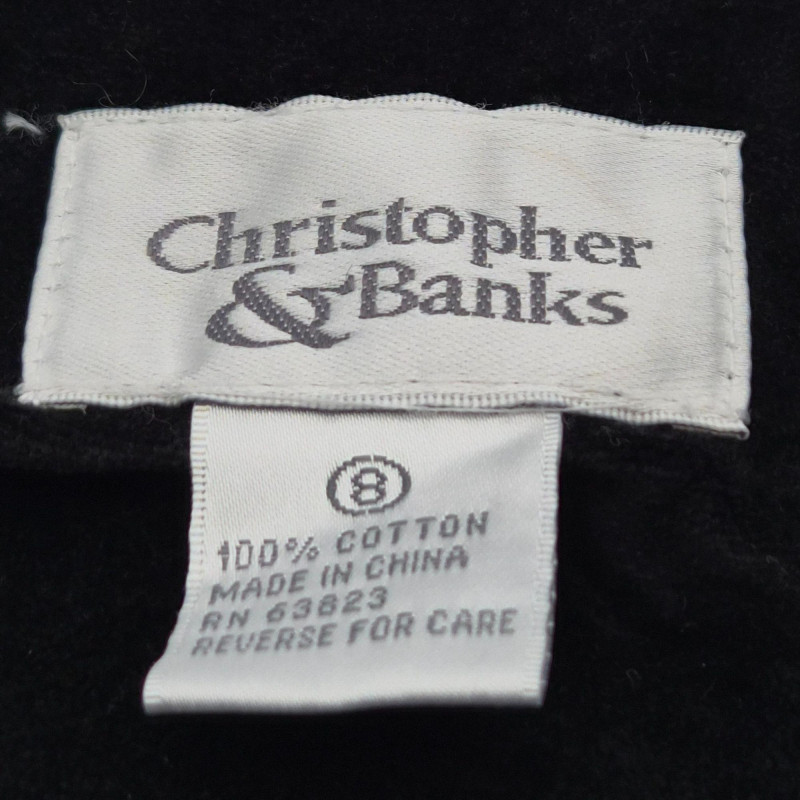 Christopher
& Banks
8
100% COTTON
MADE IN CHINA
RN 63823
REVERSE FOR CARE